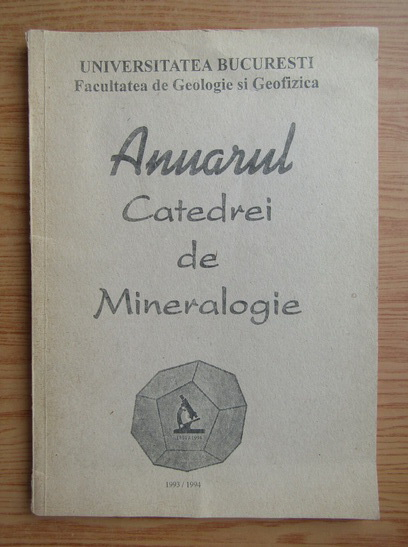 UNIVERSITATEA BUCURESTI
Facultatea de Geologie si Geofizica
Anuarul
Catedrei
de
Mineralogie
1993 / 1994